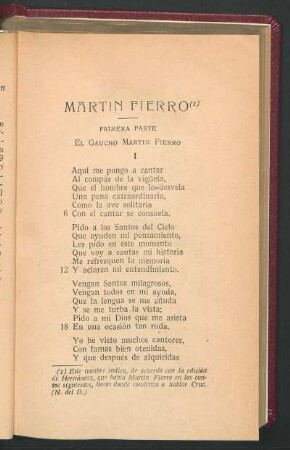 MARTIN FIERRO(1)
PRIMERA PARTE
EL GAUCHO MARTIN FIERRO
I
Aquí me pongo a cantar
Al compás de la vigüela,
Que el hombre que lo desvela
Una pena extraordinaria,
Como la ave solitaria
6 Con el cantar se consuela.
Pido a los Santos del Cielo
Que ayuden mi pensamiento,
Les pido en este momento
Que voy a cantar mi historia
Me refresquen la memoria
12 Y aclaren mi entendimiento.
Vengan Santos milagrosos,
Vengan todos en mi ayuda,
Que la lengua se me añuda
Y se me turba la vista;
Pido a mi Dios que me asista
18 En una ocasión tan ruda.
Yo he visto muchos cantores,
Con famas bien otenidas,
Y que después de alquiridas
(1) Este nombre indica, de acuerdo con la edición
de Hernández, que habla Martín Fierro en los can-
tos siguientes, hasta donde comienza a hablar Cruz.
(N. del D.)